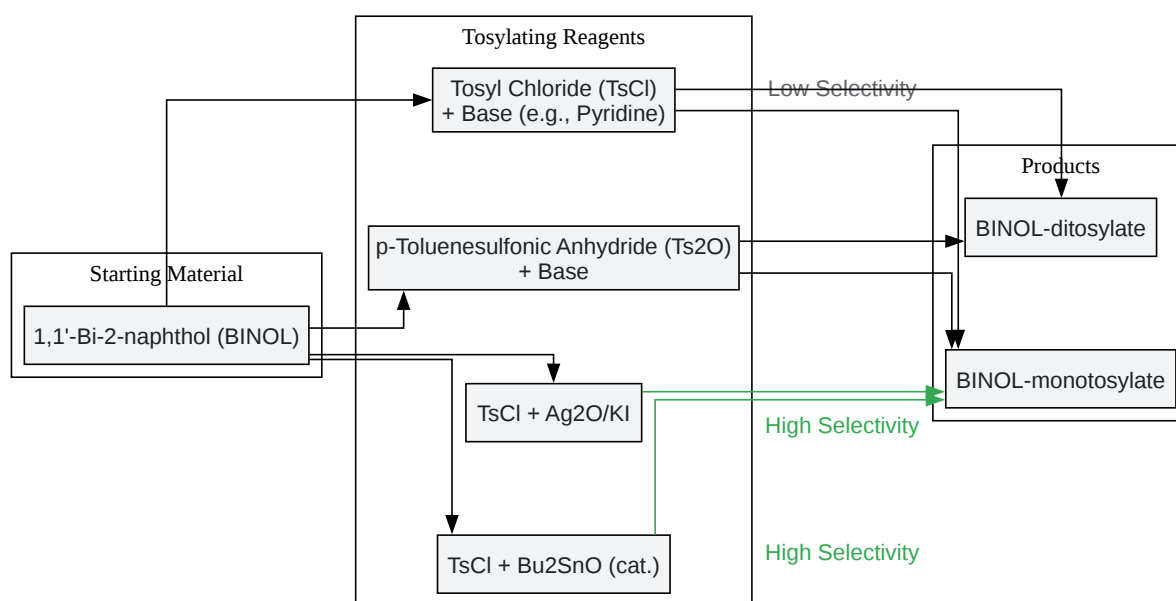 Tosylating Reagents
Tosyl Chloride (TsCl)
+ Base (e.g., Pyridine)
Low Selectivity
Products
BINOL-ditosylate
p-Toluenesulfonic Anhydride (Ts2O)
+ Base
Starting Material
1,1'-Bi-2-naphthol (BINOL)
BINOL-monotosylate
TsCl + Ag2O/KI
High Selectivity
TsCl + Bu2SnO (cat.)
High Selectivity